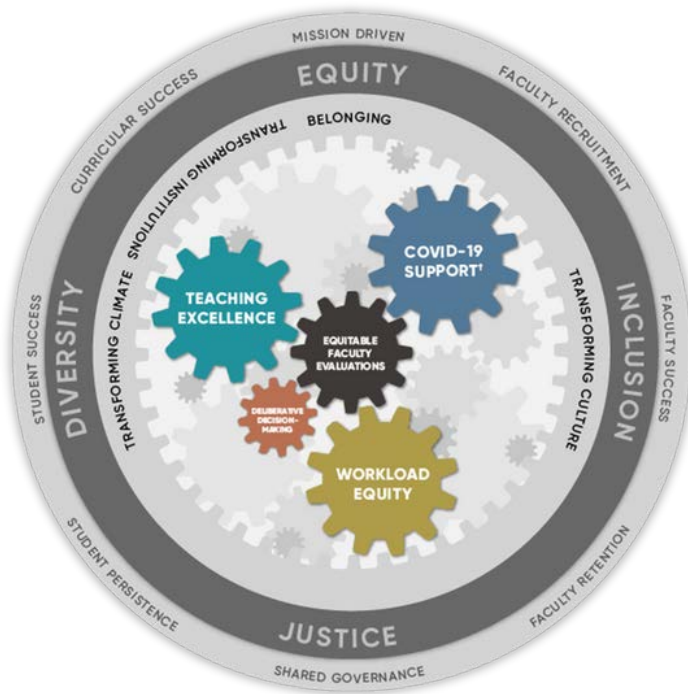 MISSION DRIVEN
EQUITY
CURRICULAR SUCCESS
FACULTY RECRUITMENT
BELONGING
TRANSFORMING INSTITUTIONS
TRANSFORMING CLIMATE
TRANSFORMING CULTURE
COVID-19
SUPPORT†
TEACHING
EXCELLENCE
EQUITABLE
FACULTY
EVALUATIONS
DELIBERATIVE
DECISION-
MAKING
WORKLOAD
EQUITY
DIVERSITY
INCLUSION
STUDENT SUCCESS
FACULTY SUCCESS
STUDENT PERSISTENCE
FACULTY RETENTION
JUSTICE
SHARED GOVERNANCE